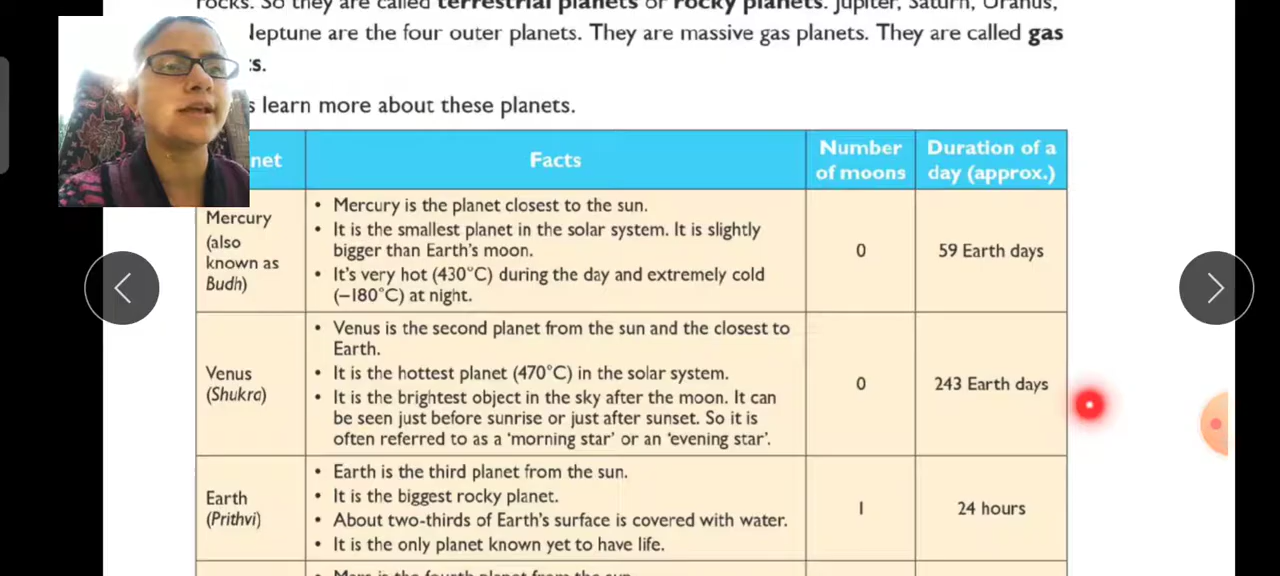 rocks. So they are called terrestrial planets or rocky planets. Jupiter, Saturn, Uranus,
Neptune are the four outer planets. They are massive gas planets. They are called gas
s.
s learn more about these planets.
net
Facts
Number
of moons
Duration of a
day (approx.)
Mercury
(also
known as
Budh)
• Mercury is the planet closest to the sun.
• It is the smallest planet in the solar system. It is slightly
bigger than Earth's moon.
• It's very hot (430°C) during the day and extremely cold
(–180°C) at night.
0
59 Earth days
Venus
(Shukra)
• Venus is the second planet from the sun and the closest to
Earth.
• It is the hottest planet (470°C) in the solar system.
• It is the brightest object in the sky after the moon. It can
be seen just before sunrise or just after sunset. So it is
often referred to as a 'morning star' or an 'evening star'.
0
243 Earth days
Earth
(Prithvi)
• Earth is the third planet from the sun.
• It is the biggest rocky planet.
• About two-thirds of Earth's surface is covered with water.
• It is the only planet known yet to have life.
1
24 hours
• Mars is the fourth planet from the sun.